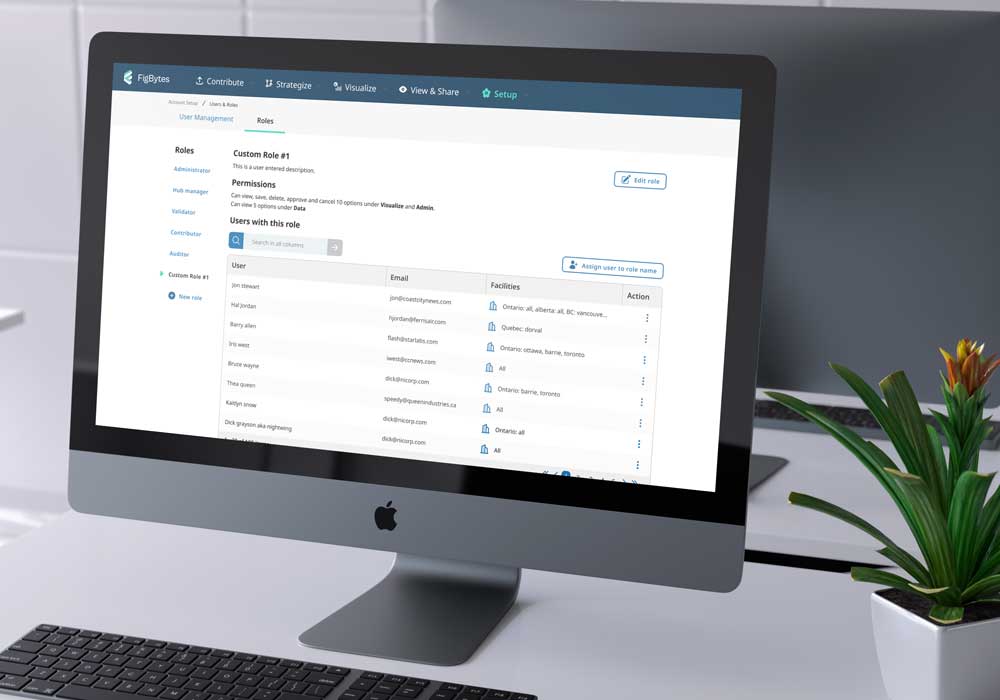 FigBytes Contribute Strategize Visualize View & Share Setup
Account Setup / Users & Roles
User Management Roles
Roles
Administrator
Hub manager
Validator
Contributor
Auditor
Custom Role #1
New role
Custom Role #1
This is a user entered description.
Edit role
Permissions
Can view, save, delete, approve and cancel 10 options under Visualize and Admin.
Can view 5 options under Data
Users with this role
Search in all columns
Assign user to role name
User Email Facilities Action
Jon stewart jon@coastcitynews.com Ontario: all, alberta: all, BC: vancouve...
Hal Jordan hjordan@ferrisair.com Quebec: dorval
Barry allen flash@starlabs.com Ontario: ottawa, barrie, toronto
Iris west iwest@ccnews.com All
Bruce wayne dick@nicorp.com Ontario: barrie, toronto
Thea queen speedy@queenindustries.ca All
Kaitlyn snow dick@nicorp.com Ontario: all
Dick grayson aka nightwing dick@nicorp.com All